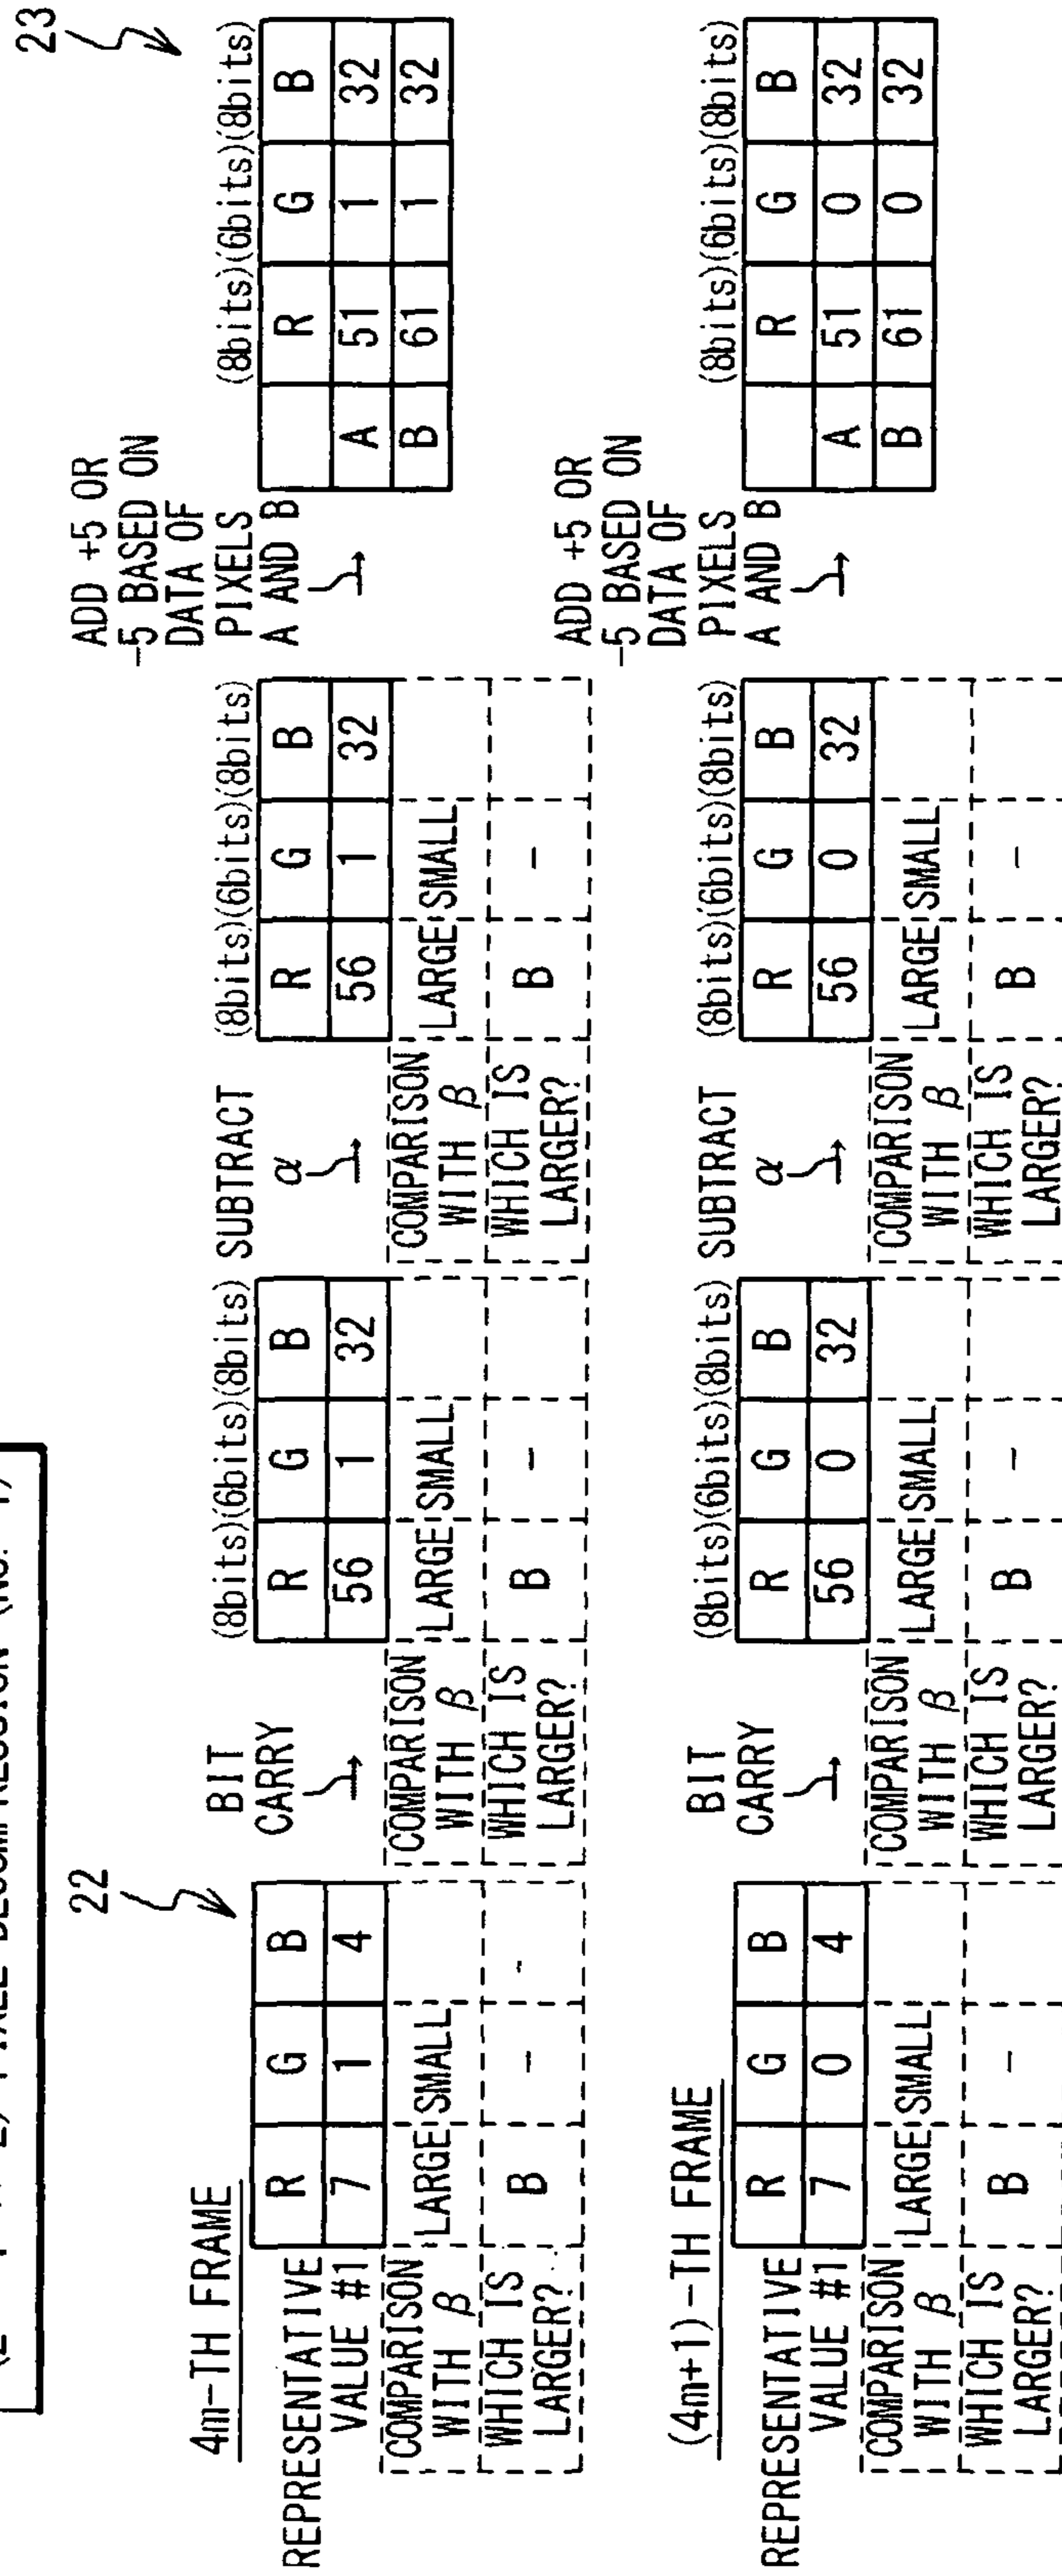 PIXEL DECOMPRESSION (NO.
22
23
4m-TH FRAME
BIT CARRY
SUBTRACT α
ADD +5 OR
-5 BASED ON
DATA OF
PIXELS
A AND B
(8bits)(6bits)(8bits)
(8bits)(6bits)(8bits)
(8bits)(6bits)(8bits)
REPRESENTATIVE
VALUE #1
R G B
7 1 4
COMPARISON
WITH β
LARGE SMALL
WHICH IS
LARGER?
B - -
R G B
56 1 32
COMPARISON
WITH β
LARGE SMALL
WHICH IS
LARGER?
B -
R G B
56 1 32
COMPARISON
WITH β
LARGE SMALL
WHICH IS
LARGER?
B -
R G B
A 51 1 32
B 61 1 32
(4m+1)-TH FRAME
BIT CARRY
SUBTRACT α
ADD +5 OR
-5 BASED ON
DATA OF
PIXELS
A AND B
(8bits)(6bits)(8bits)
(8bits)(6bits)(8bits)
(8bits)(6bits)(8bits)
REPRESENTATIVE
VALUE #1
R G B
7 0 4
COMPARISON
WITH β
LARGE SMALL
WHICH IS
LARGER?
B -
R G B
56 0 32
COMPARISON
WITH β
LARGE SMALL
WHICH IS
LARGER?
B -
R G B
56 0 32
COMPARISON
WITH β
LARGE SMALL
WHICH IS
LARGER?
B -
R G B
A 51 0 32
B 61 0 32